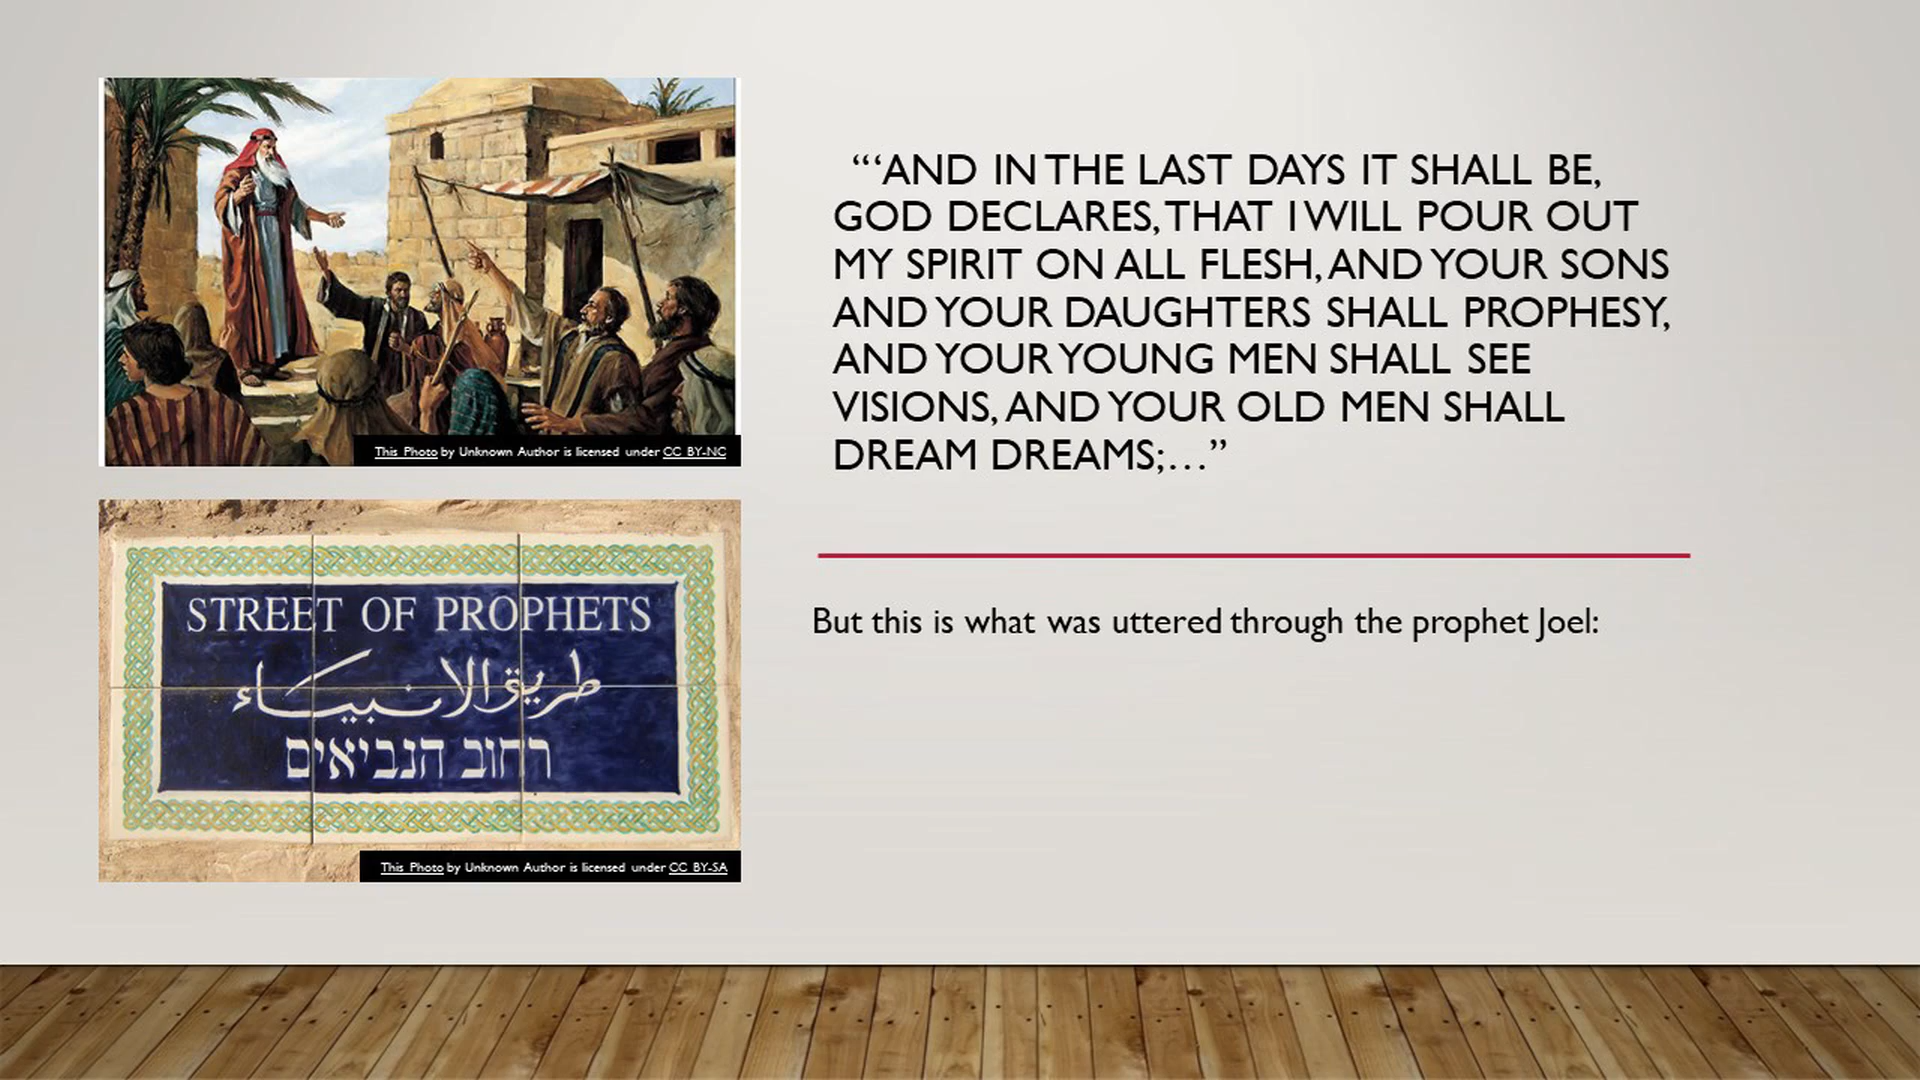 “‘AND IN THE LAST DAYS IT SHALL BE,
GOD DECLARES, THAT I WILL POUR OUT
MY SPIRIT ON ALL FLESH, AND YOUR SONS
AND YOUR DAUGHTERS SHALL PROPHESY,
AND YOUR YOUNG MEN SHALL SEE
VISIONS, AND YOUR OLD MEN SHALL
DREAM DREAMS;…”
But this is what was uttered through the prophet Joel:
This Photo by Unknown Author is licensed under CC BY-NC
STREET OF PROPHETS
طريق الانبياء
רחוב הנביאים
This Photo by Unknown Author is licensed under CC BY-SA